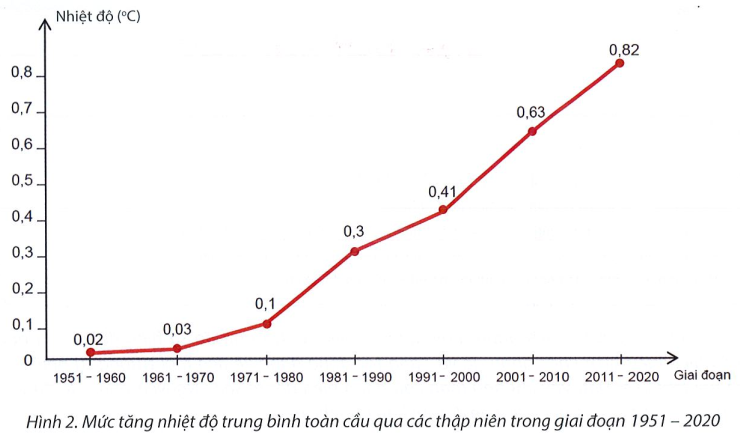 Nhiệt độ (°C)
0,82
0,8
0,7
0,63
0,6
0,5
0,41
0,4
0,3
0,3
0,2
0,1
0,1
0,02
0,03
0
1951 – 1960
1961 – 1970
1971 – 1980
1981 – 1990
1991 – 2000
2001 – 2010
2011 – 2020
Giai đoạn
Hình 2. Mức tăng nhiệt độ trung bình toàn cầu qua các thập niên trong giai đoạn 1951 – 2020